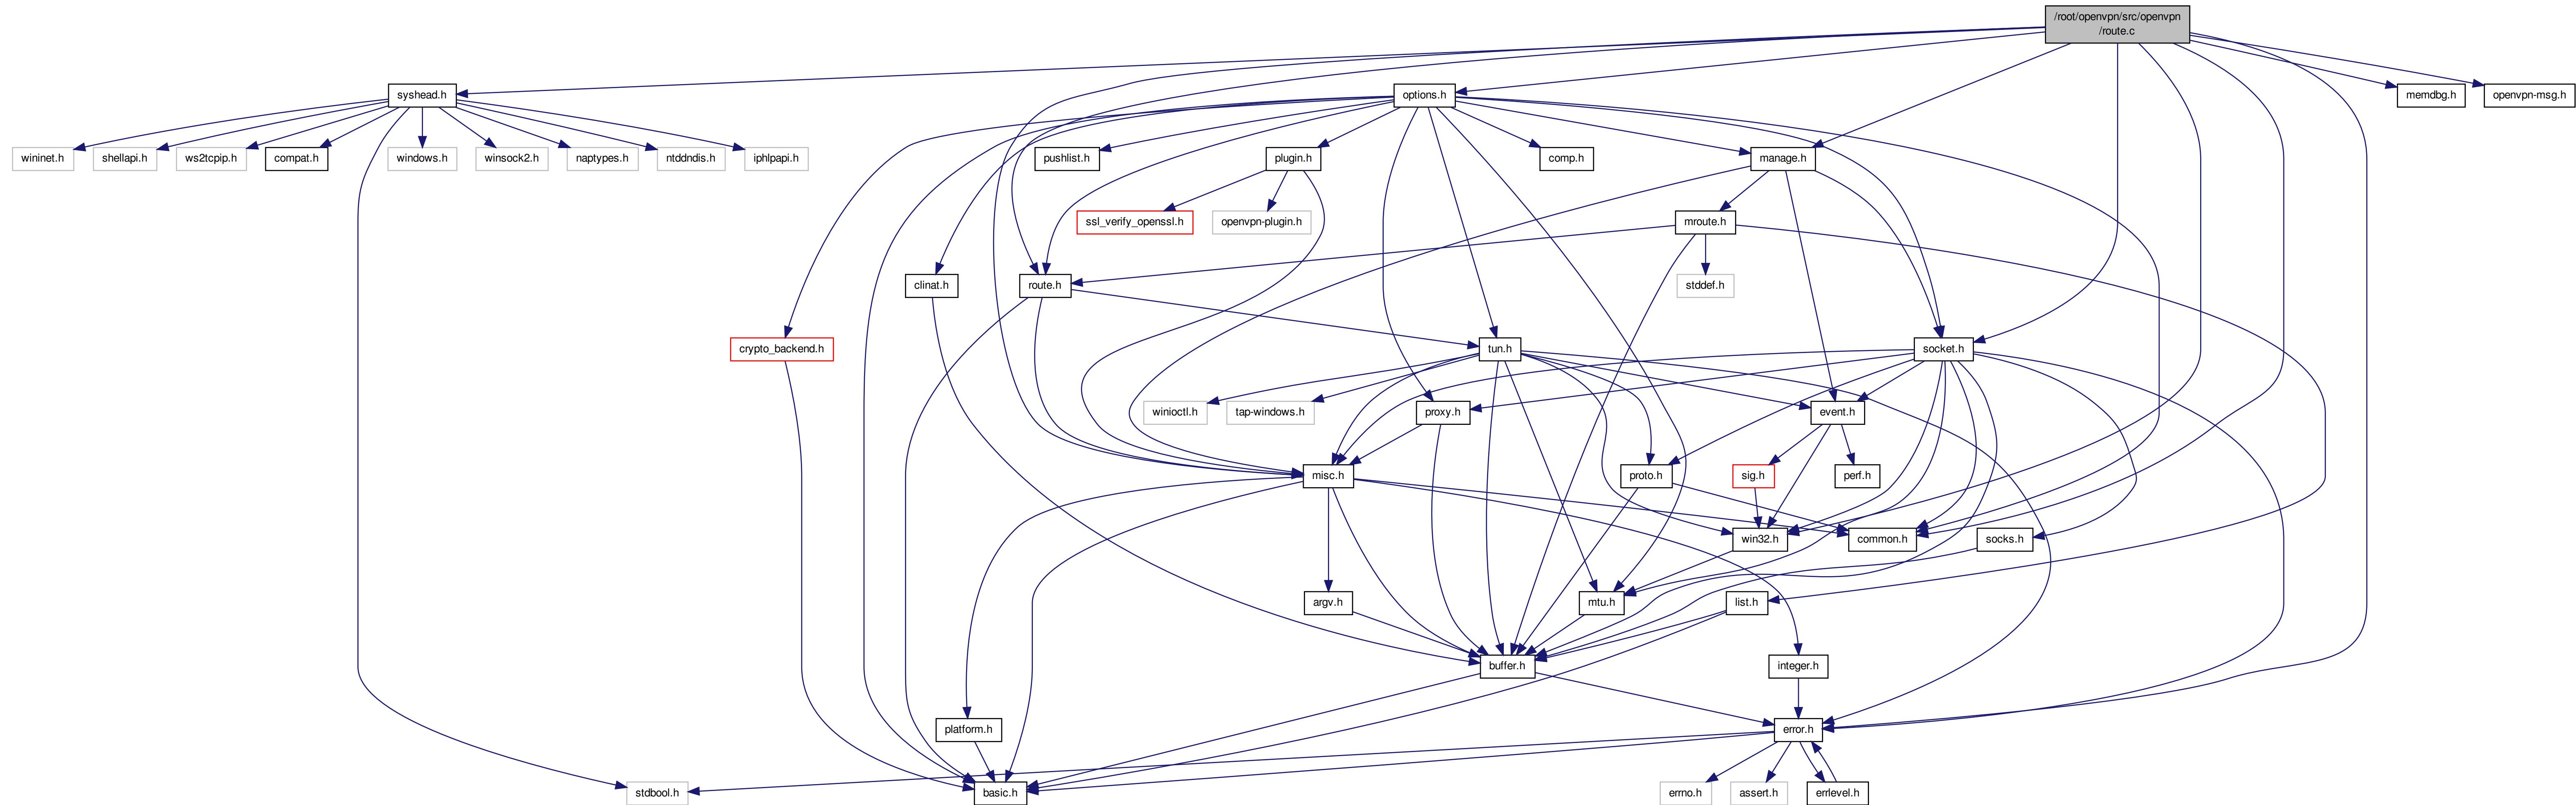 /root/openvpn/src/openvpn
/route.c
syshead.h
options.h
memdbg.h
openvpn-msg.h
wininet.h
shellapi.h
ws2tcpip.h
compat.h
windows.h
winsock2.h
naptypes.h
ntddndis.h
iphlpapi.h
pushlist.h
plugin.h
comp.h
manage.h
ssl_verify_openssl.h
openvpn-plugin.h
mroute.h
clinat.h
route.h
stddef.h
crypto_backend.h
tun.h
socket.h
winioctl.h
tap-windows.h
proxy.h
event.h
misc.h
proto.h
sig.h
perf.h
win32.h
common.h
socks.h
argv.h
mtu.h
list.h
buffer.h
integer.h
platform.h
error.h
stdbool.h
basic.h
errno.h
assert.h
errlevel.h